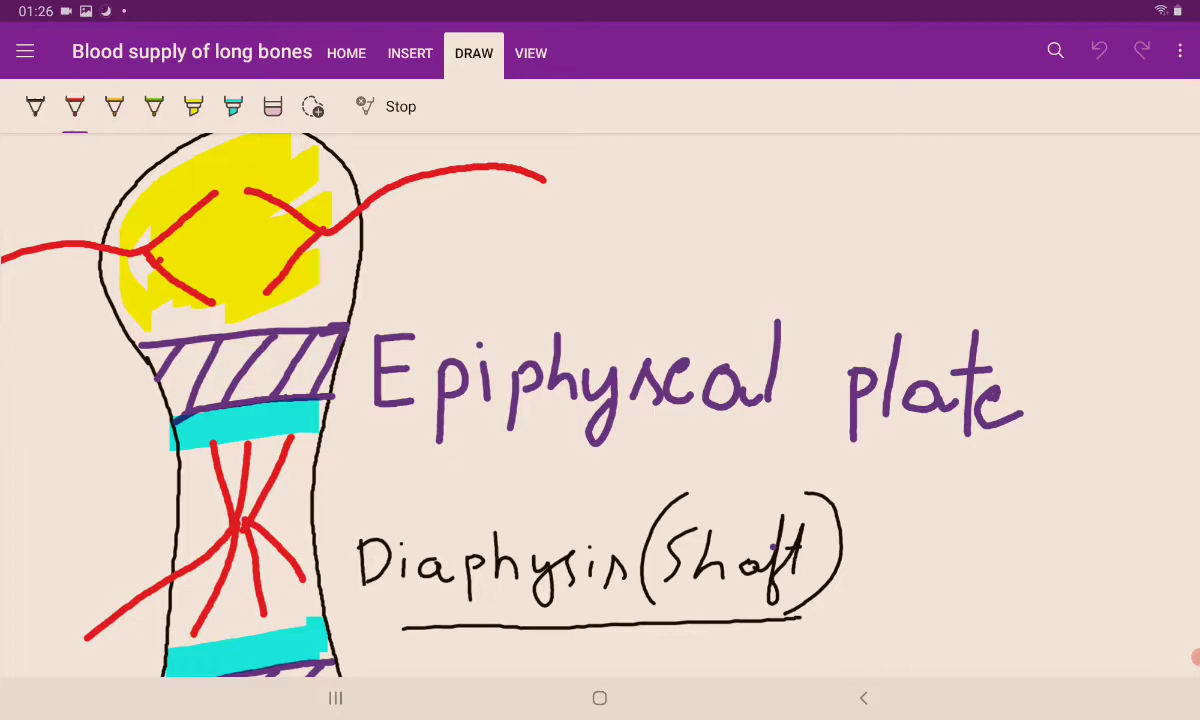 01:26
Blood supply of long bones HOME INSERT DRAW VIEW
Stop
Epiphyseal plate
Diaphysis (Shaft)